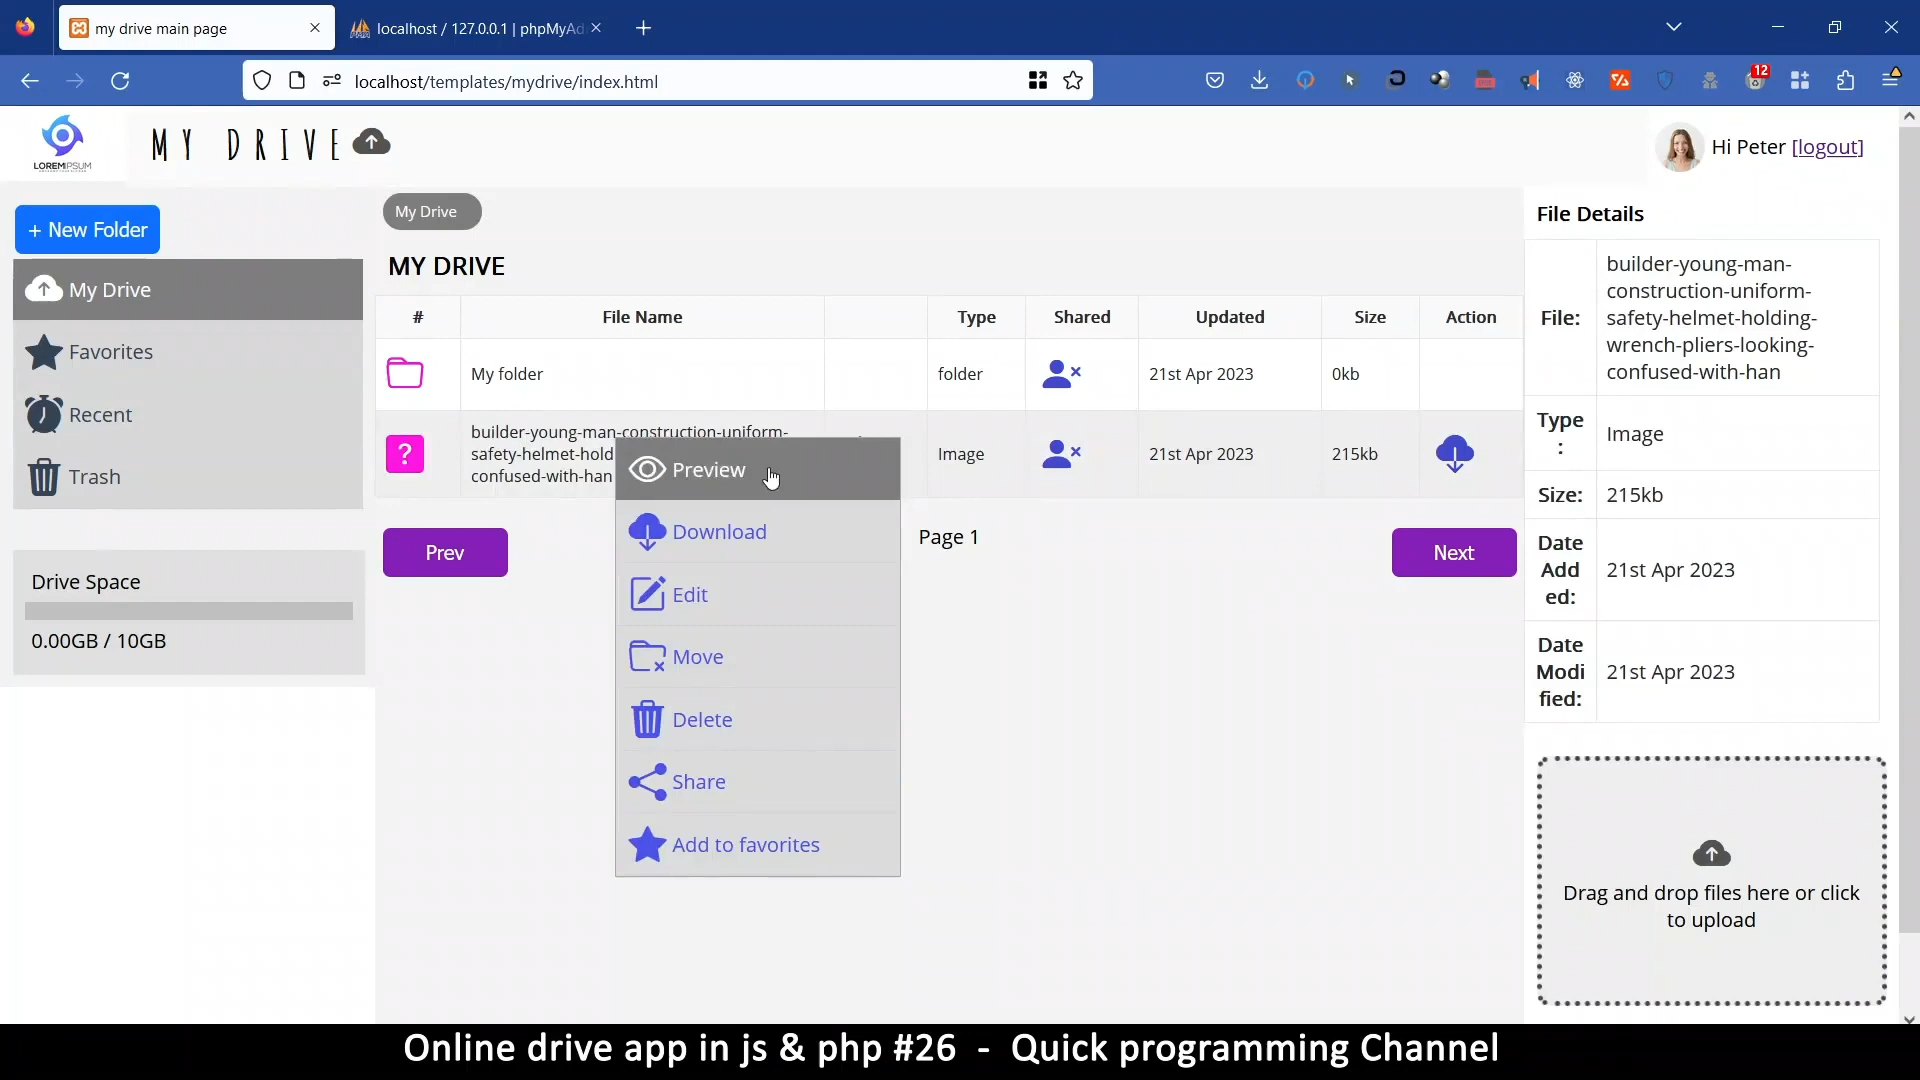 my drive main page
localhost / 127.0.0.1 | phpMyAd
localhost/templates/mydrive/index.html
12
LOREMIPSUM
MY DRIVE
Hi Peter [logout]
+ New Folder
My Drive
Favorites
Recent
Trash
Drive Space
0.00GB / 10GB
My Drive
MY DRIVE
# File Name Type Shared Updated Size Action
My folder folder 21st Apr 2023 0kb
?
builder-young-man-construction-uniform-
safety-helmet-hold
confused-with-han
Image 21st Apr 2023 215kb
Preview
Download
Edit
Move
Delete
Share
Add to favorites
Prev
Page 1
Next
File Details
File:
builder-young-man-
construction-uniform-
safety-helmet-holding-
wrench-pliers-looking-
confused-with-han
Type
:
Image
Size: 215kb
Date
Add
ed:
21st Apr 2023
Date
Modi
fied:
21st Apr 2023
Drag and drop files here or click
to upload
Online drive app in js & php #26 - Quick programming Channel